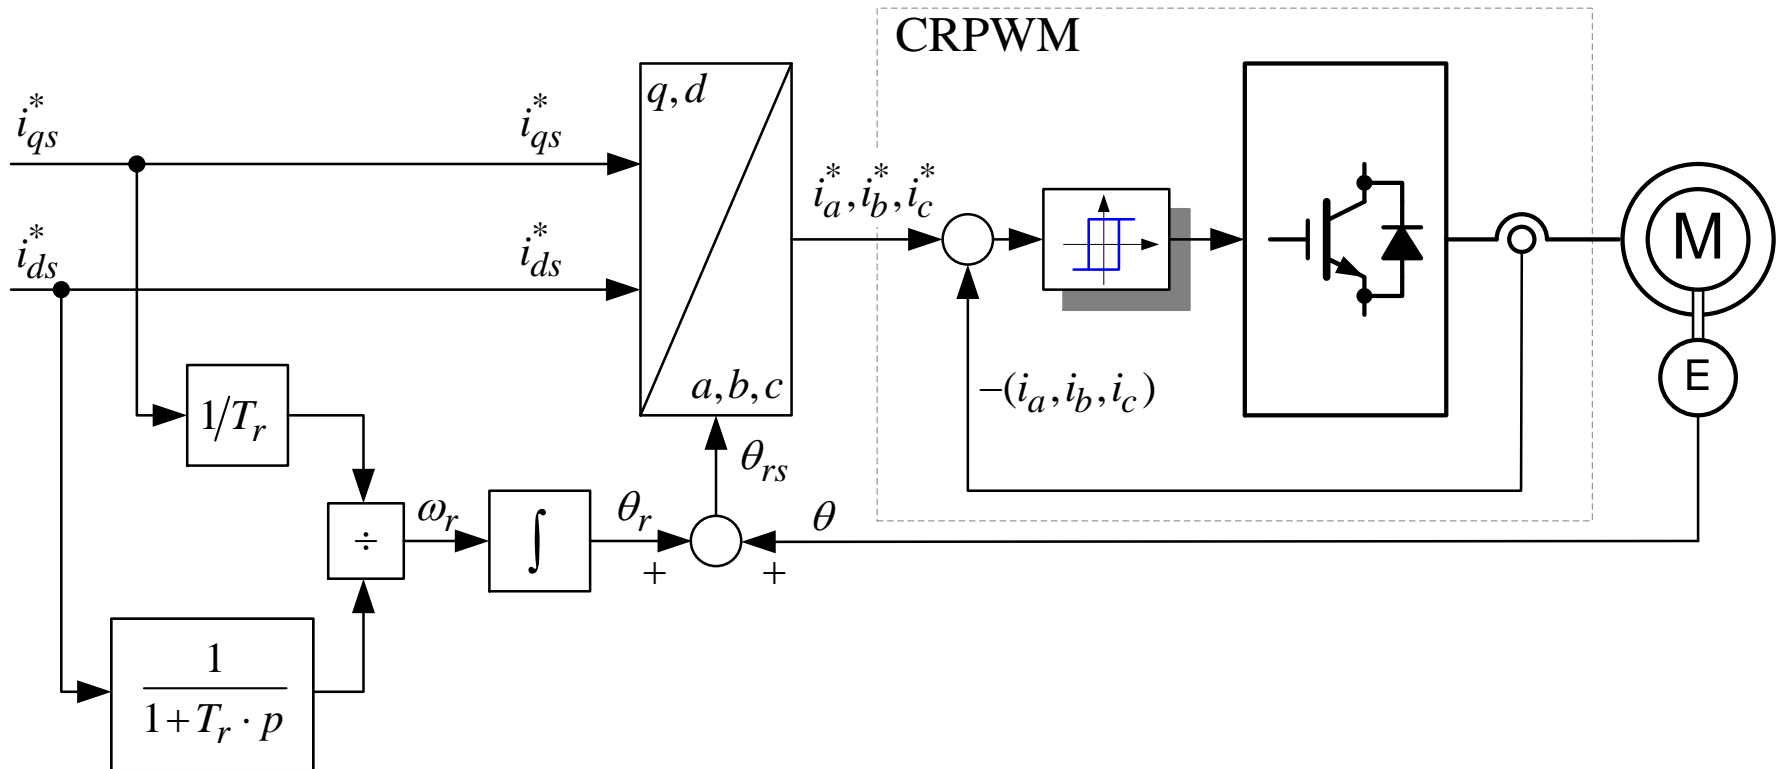 CRPWM
q,d
i*qs
i*qs
i*a,i*b,i*c
i*ds
i*ds
M
E
a,b,c
−(ia,ib,ic)
1/Tr
θrs
ωr
θr
θ
÷
∫
+
+
1
1+Tr · p